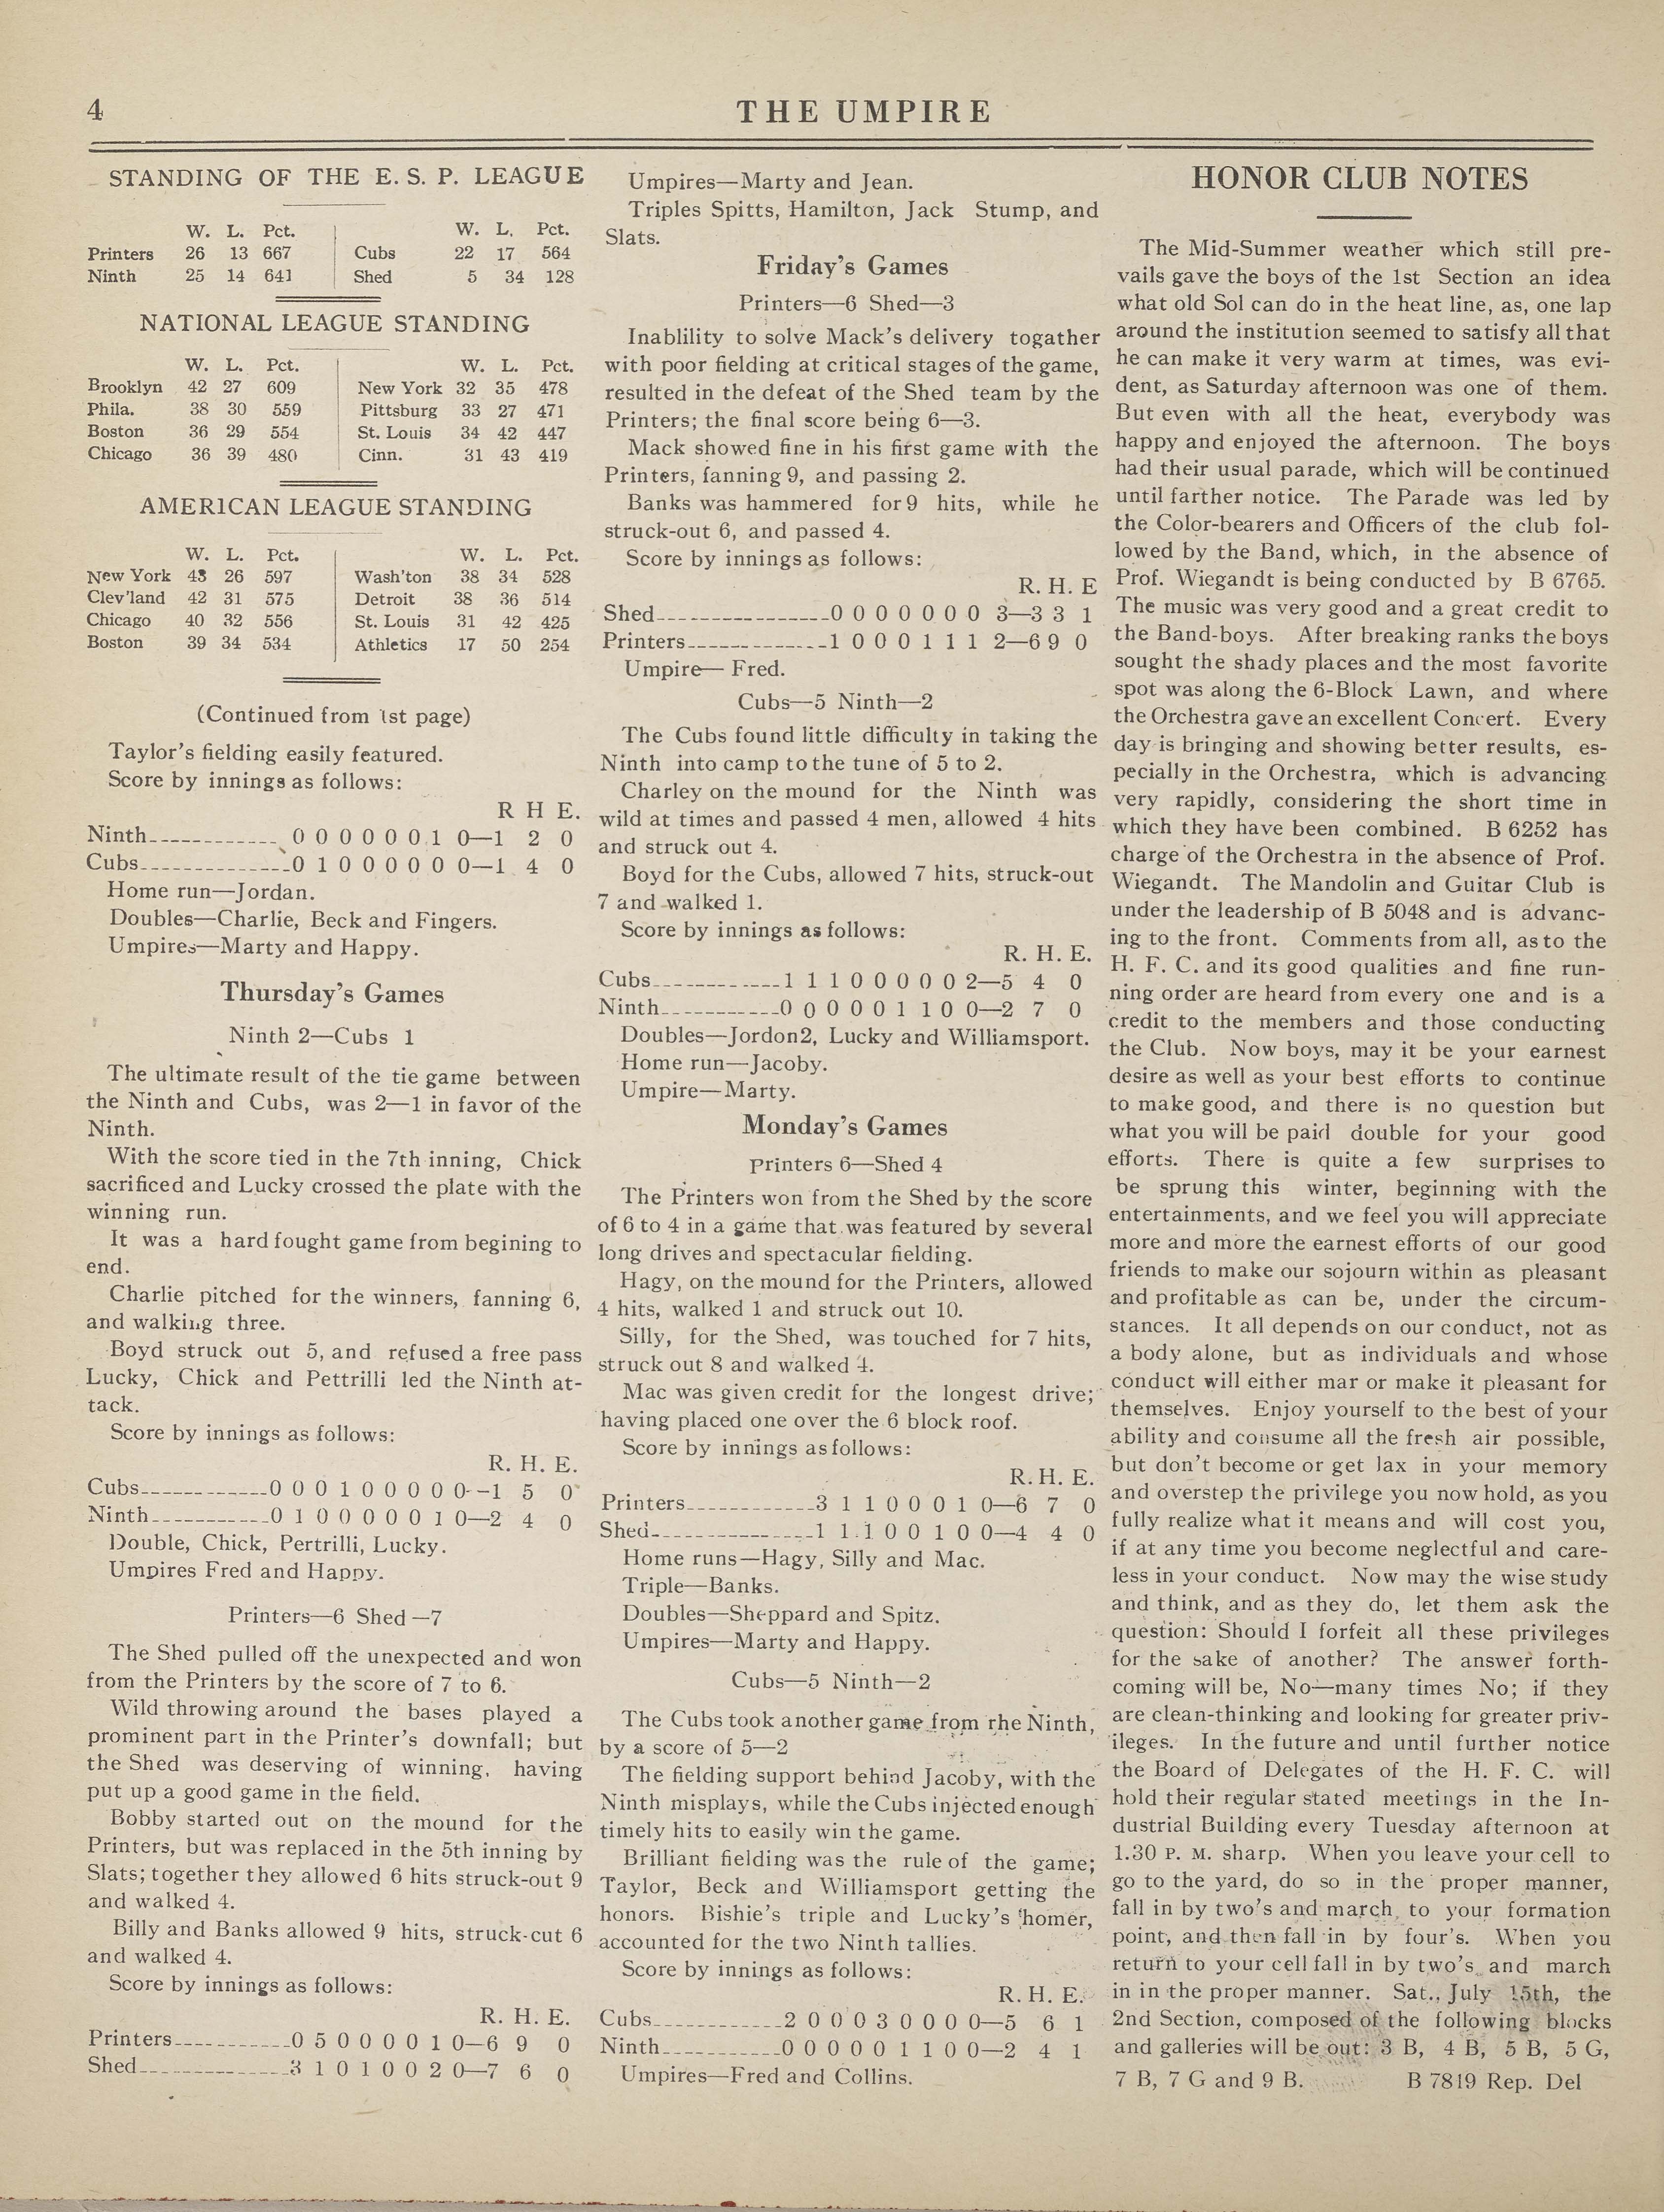 4
THE UMPIRE
STANDING OF THE E. S. P. LEAGUE
W. L. Pct. W. L. Pct.
Printers 26 13 667 Cubs 22 17 564
Ninth 25 14 641 Shed 5 34 128
NATIONAL LEAGUE STANDING
W. L. Pct. W. L. Pct.
Brooklyn 42 27 609 New York 32 35 478
Phila. 38 30 559 Pittsburg 33 27 471
Boston 36 29 554 St. Louis 34 42 447
Chicago 36 39 480 Cinn. 31 43 419
AMERICAN LEAGUE STANDING
W. L. Pct. W. L. Pct.
New York 43 26 597 Wash'ton 38 34 528
Clev'land 42 31 575 Detroit 38 36 514
Chicago 40 32 556 St. Louis 31 42 425
Boston 39 34 534 Athletics 17 50 254
(Continued from 1st page)
Taylor's fielding easily featured.
Score by innings as follows:
R H E.
Ninth------------ 0 0 0 0 0 0 1 0—1 2 0
Cubs--------------0 1 0 0 0 0 0 0—1 4 0
Home run—Jordan.
Doubles—Charlie, Beck and Fingers.
Umpires—Marty and Happy.
Thursday's Games
Ninth 2—Cubs 1
The ultimate result of the tie game between
the Ninth and Cubs, was 2—1 in favor of the
Ninth.
With the score tied in the 7th inning, Chick
sacrificed and Lucky crossed the plate with the
winning run.
It was a hard fought game from begining to
end.
Charlie pitched for the winners, fanning 6,
and walking three.
Boyd struck out 5, and refused a free pass
Lucky, Chick and Pettrilli led the Ninth at-
tack.
Score by innings as follows:
R. H. E.
Cubs------------0 0 0 1 0 0 0 0 0--1 5 0
Ninth-----------0 1 0 0 0 0 0 1 0—2 4 0
Double, Chick, Pertrilli, Lucky.
Umpires Fred and Happy.
Printers—6 Shed—7
The Shed pulled off the unexpected and won
from the Printers by the score of 7 to 6.
Wild throwing around the bases played a
prominent part in the Printer's downfall; but
the Shed was deserving of winning, having
put up a good game in the field.
Bobby started out on the mound for the
Printers, but was replaced in the 5th inning by
Slats; together they allowed 6 hits struck-out 9
and walked 4.
Billy and Banks allowed 9 hits, struck-cut 6
and walked 4.
Score by innings as follows:
R. H. E.
Printers-----------0 5 0 0 0 0 1 0—6 9 0
Shed--------------3 1 0 1 0 0 2 0—7 6 0
Umpires—Marty and Jean.
Triples Spitts, Hamilton, Jack Stump, and
Slats.
Friday's Games
Printers—6 Shed—3
Inablility to solve Mack's delivery togather
with poor fielding at critical stages of the game,
resulted in the defeat of the Shed team by the
Printers; the final score being 6—3.
Mack showed fine in his first game with the
Printers, fanning 9, and passing 2.
Banks was hammered for 9 hits, while he
struck-out 6, and passed 4.
Score by innings as follows:
R. H. E
Shed-----------------0 0 0 0 0 0 0 3—3 3 1
Printers-------------1 0 0 0 1 1 1 2—6 9 0
Umpire— Fred.
Cubs—5 Ninth—2
The Cubs found little difficulty in taking the
Ninth into camp to the tune of 5 to 2.
Charley on the mound for the Ninth was
wild at times and passed 4 men, allowed 4 hits
and struck out 4.
Boyd for the Cubs, allowed 7 hits, struck-out
7 and walked 1.
Score by innings as follows:
R. H. E.
Cubs------------1 1 1 0 0 0 0 0 2—5 4 0
Ninth-----------0 0 0 0 0 1 1 0 0—2 7 0
Doubles—Jordon2, Lucky and Williamsport.
Home run—Jacoby.
Umpire—Marty.
Monday's Games
Printers 6—Shed 4
The Printers won from the Shed by the score
of 6 to 4 in a game that was featured by several
long drives and spectacular fielding.
Hagy, on the mound for the Printers, allowed
4 hits, walked 1 and struck out 10.
Silly, for the Shed, was touched for 7 hits,
struck out 8 and walked 4.
Mac was given credit for the longest drive;
having placed one over the 6 block roof.
Score by innings as follows:
R. H. E.
Printers------------3 1 1 0 0 0 1 0—6 7 0
Shed---------------1 1 1 0 0 1 0 0—4 4 0
Home runs—Hagy, Silly and Mac.
Triple—Banks.
Doubles—Sheppard and Spitz.
Umpires—Marty and Happy.
Cubs—5 Ninth—2
The Cubs took another game from rhe Ninth,
by a score of 5—2
The fielding support behind Jacoby, with the
Ninth misplays, while the Cubs injected enough
timely hits to easily win the game.
Brilliant fielding was the rule of the game;
Taylor, Beck and Williamsport getting the
honors. Bishie's triple and Lucky's homer,
accounted for the two Ninth tallies.
Score by innings as follows:
R. H. E.
Cubs------------2 0 0 0 3 0 0 0 0—5 6 1
Ninth-----------0 0 0 0 0 1 1 0 0—2 4 1
Umpires—Fred and Collins.
HONOR CLUB NOTES
The Mid-Summer weather which still pre-
vails gave the boys of the 1st Section an idea
what old Sol can do in the heat line, as, one lap
around the institution seemed to satisfy all that
he can make it very warm at times, was evi-
dent, as Saturday afternoon was one of them.
But even with all the heat, everybody was
happy and enjoyed the afternoon. The boys
had their usual parade, which will be continued
until farther notice. The Parade was led by
the Color-bearers and Officers of the club fol-
lowed by the Band, which, in the absence of
Prof. Wiegandt is being conducted by B 6765.
The music was very good and a great credit to
the Band-boys. After breaking ranks the boys
sought the shady places and the most favorite
spot was along the 6-Block Lawn, and where
the Orchestra gave an excellent Concert. Every
day is bringing and showing better results, es-
pecially in the Orchestra, which is advancing
very rapidly, considering the short time in
which they have been combined. B 6252 has
charge of the Orchestra in the absence of Prof.
Wiegandt. The Mandolin and Guitar Club is
under the leadership of B 5048 and is advanc-
ing to the front. Comments from all, as to the
H. F. C. and its good qualities and fine run-
ning order are heard from every one and is a
credit to the members and those conducting
the Club. Now boys, may it be your earnest
desire as well as your best efforts to continue
to make good, and there is no question but
what you will be paid double for your good
efforts. There is quite a few surprises to
be sprung this winter, beginning with the
entertainments, and we feel you will appreciate
more and more the earnest efforts of our good
friends to make our sojourn within as pleasant
and profitable as can be, under the circum-
stances. It all depends on our conduct, not as
a body alone, but as individuals and whose
conduct will either mar or make it pleasant for
themselves. Enjoy yourself to the best of your
ability and consume all the fresh air possible,
but don't become or get lax in your memory
and overstep the privilege you now hold, as you
fully realize what it means and will cost you,
if at any time you become neglectful and care-
less in your conduct. Now may the wise study
and think, and as they do, let them ask the
question: Should I forfeit all these privileges
for the sake of another? The answer forth-
coming will be, No—many times No; if they
are clean-thinking and looking for greater priv-
ileges. In the future and until further notice
the Board of Delegates of the H. F. C. will
hold their regular stated meetings in the In-
dustrial Building every Tuesday afternoon at
1.30 P. M. sharp. When you leave your cell to
go to the yard, do so in the proper manner,
fall in by two's and march to your formation
point, and then fall in by four's. When you
return to your cell fall in by two's and march
in in the proper manner. Sat., July 15th, the
2nd Section, composed of the following blocks
and galleries will be out: 3 B, 4 B, 5 B, 5 G,
7 B, 7 G and 9 B. B 7819 Rep. Del